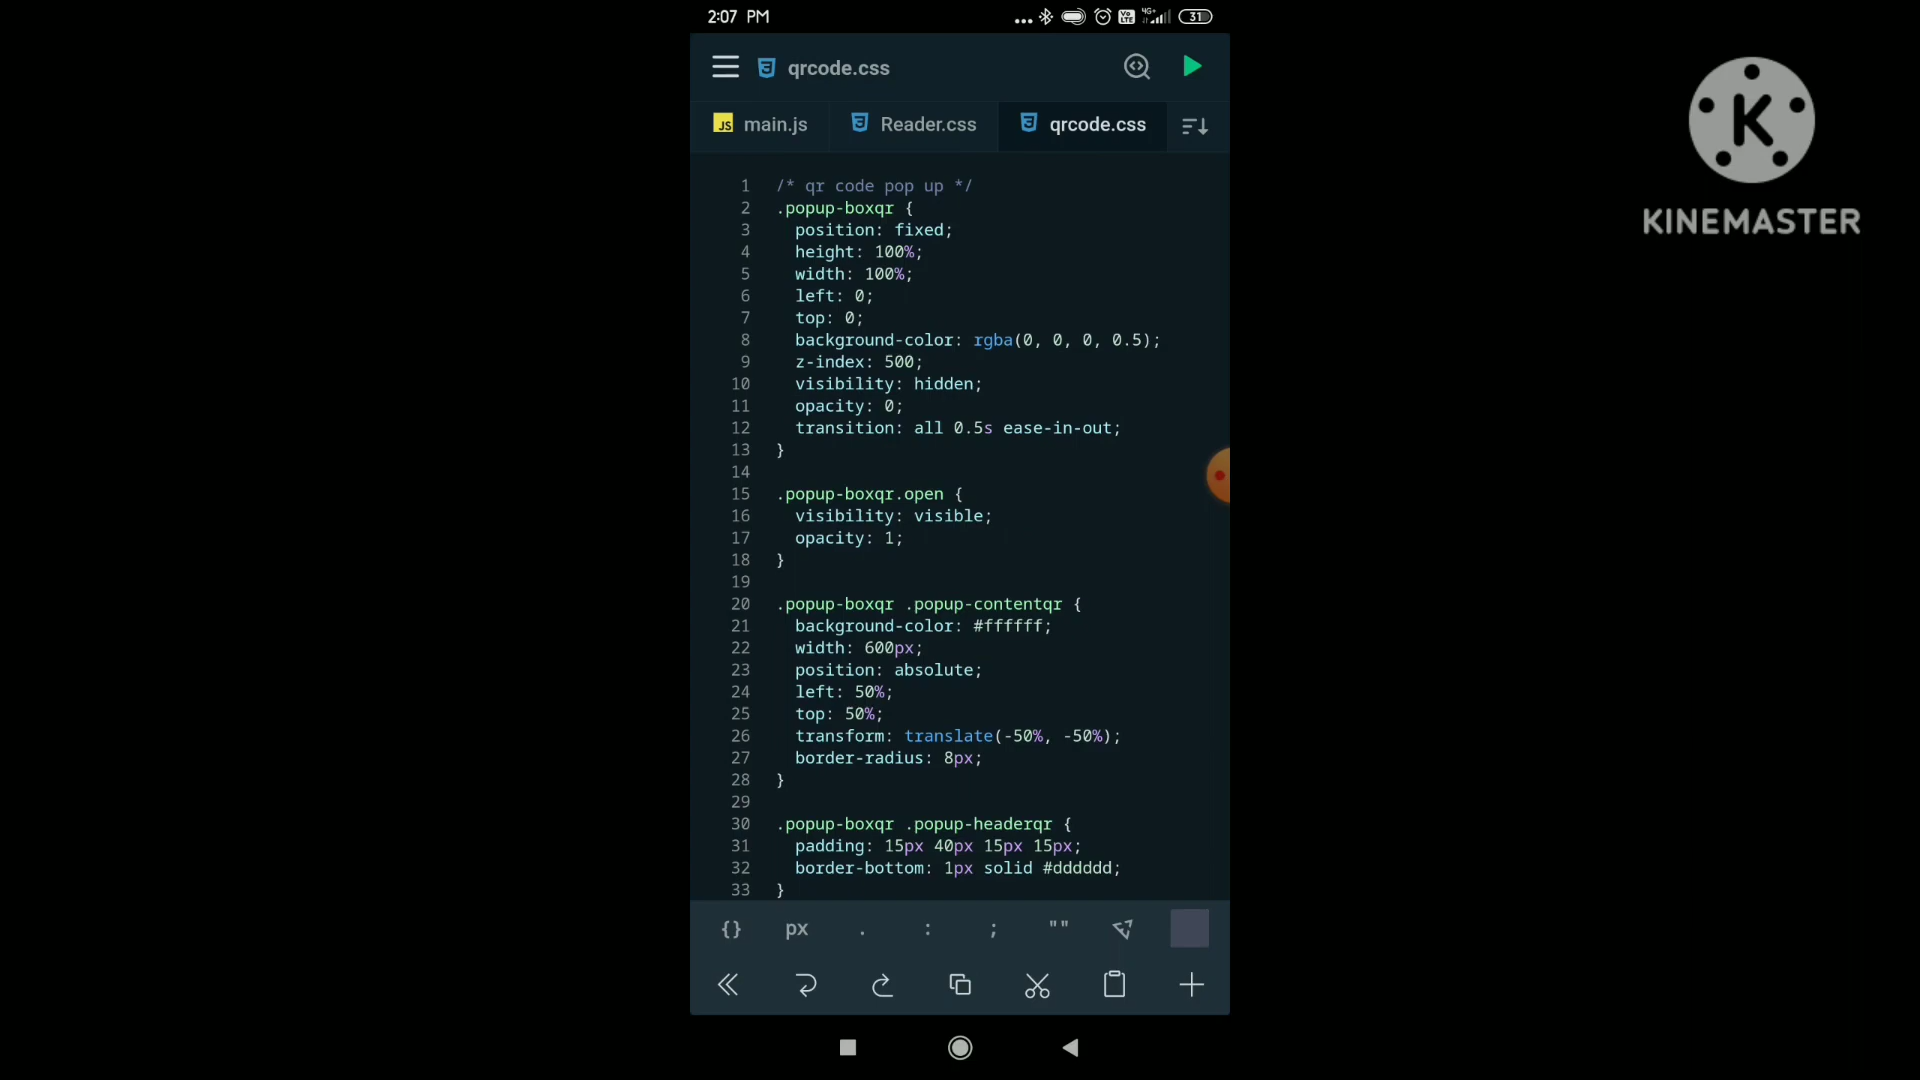 2:07 PM
... Vo LTE 4G+ 31
qrcode.css
JS main.js Reader.css qrcode.css
1 /* qr code pop up */
2 .popup-boxqr {
3 position: fixed;
4 height: 100%;
5 width: 100%;
6 left: 0;
7 top: 0;
8 background-color: rgba(0, 0, 0, 0.5);
9 z-index: 500;
10 visibility: hidden;
11 opacity: 0;
12 transition: all 0.5s ease-in-out;
13 }
14
15 .popup-boxqr.open {
16 visibility: visible;
17 opacity: 1;
18 }
19
20 .popup-boxqr .popup-contentqr {
21 background-color: #ffffff;
22 width: 600px;
23 position: absolute;
24 left: 50%;
25 top: 50%;
26 transform: translate(-50%, -50%);
27 border-radius: 8px;
28 }
29
30 .popup-boxqr .popup-headerqr {
31 padding: 15px 40px 15px 15px;
32 border-bottom: 1px solid #dddddd;
33 }
{} px . : ; ""
K
KINEMASTER